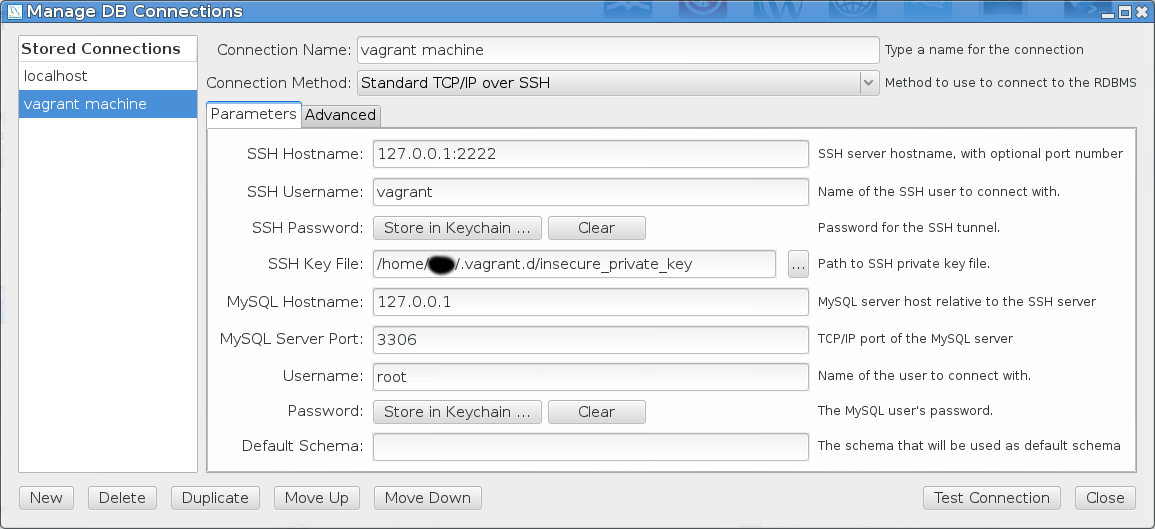 Manage DB Connections
Stored Connections
localhost
vagrant machine
Connection Name: vagrant machine Type a name for the connection
Connection Method: Standard TCP/IP over SSH Method to use to connect to the RDBMS
Parameters Advanced
SSH Hostname: 127.0.0.1:2222 SSH server hostname, with optional port number
SSH Username: vagrant Name of the SSH user to connect with.
SSH Password: Store in Keychain ... Clear Password for the SSH tunnel.
SSH Key File: /home/ /.vagrant.d/insecure_private_key ... Path to SSH private key file.
MySQL Hostname: 127.0.0.1 MySQL server host relative to the SSH server
MySQL Server Port: 3306 TCP/IP port of the MySQL server
Username: root Name of the user to connect with.
Password: Store in Keychain ... Clear The MySQL user's password.
Default Schema: The schema that will be used as default schema
New Delete Duplicate Move Up Move Down Test Connection Close